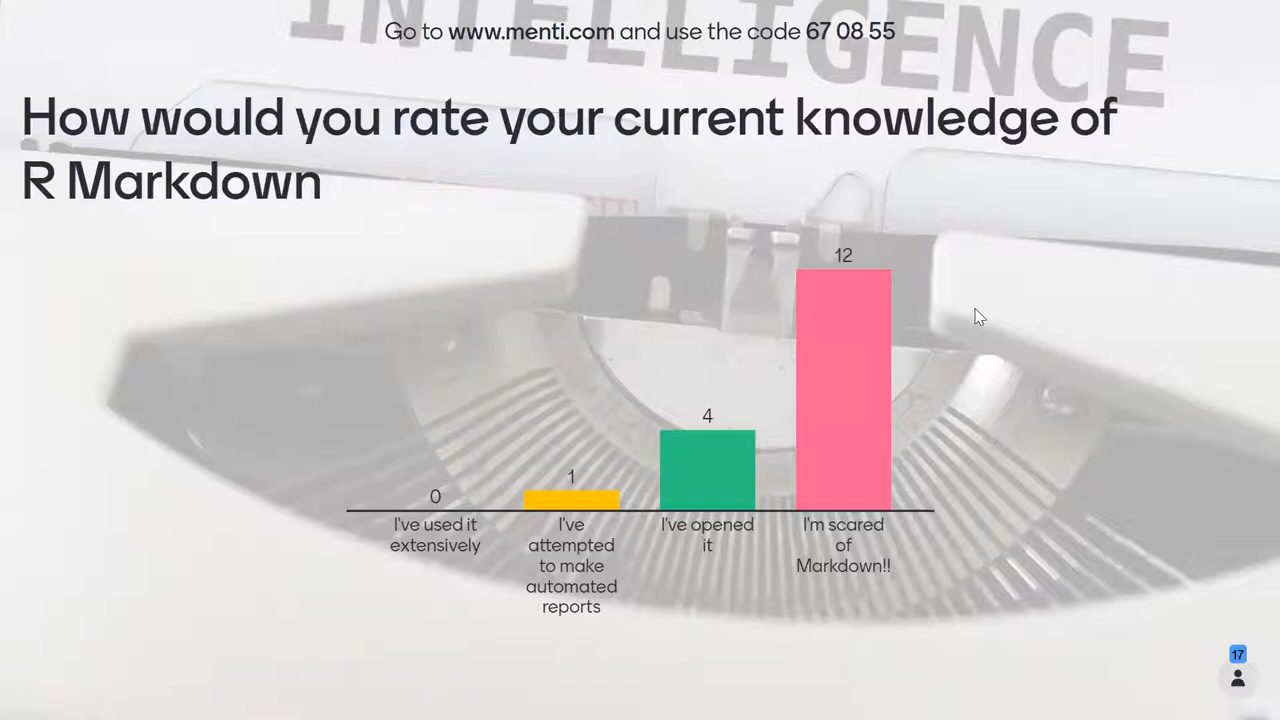 INTELLIGENCE
Go to www.menti.com and use the code 67 08 55
How would you rate your current knowledge of
R Markdown
12
4
1
0
I've used it
extensively
I've
attempted
to make
automated
reports
I've opened
it
I'm scared
of
Markdown!!
17